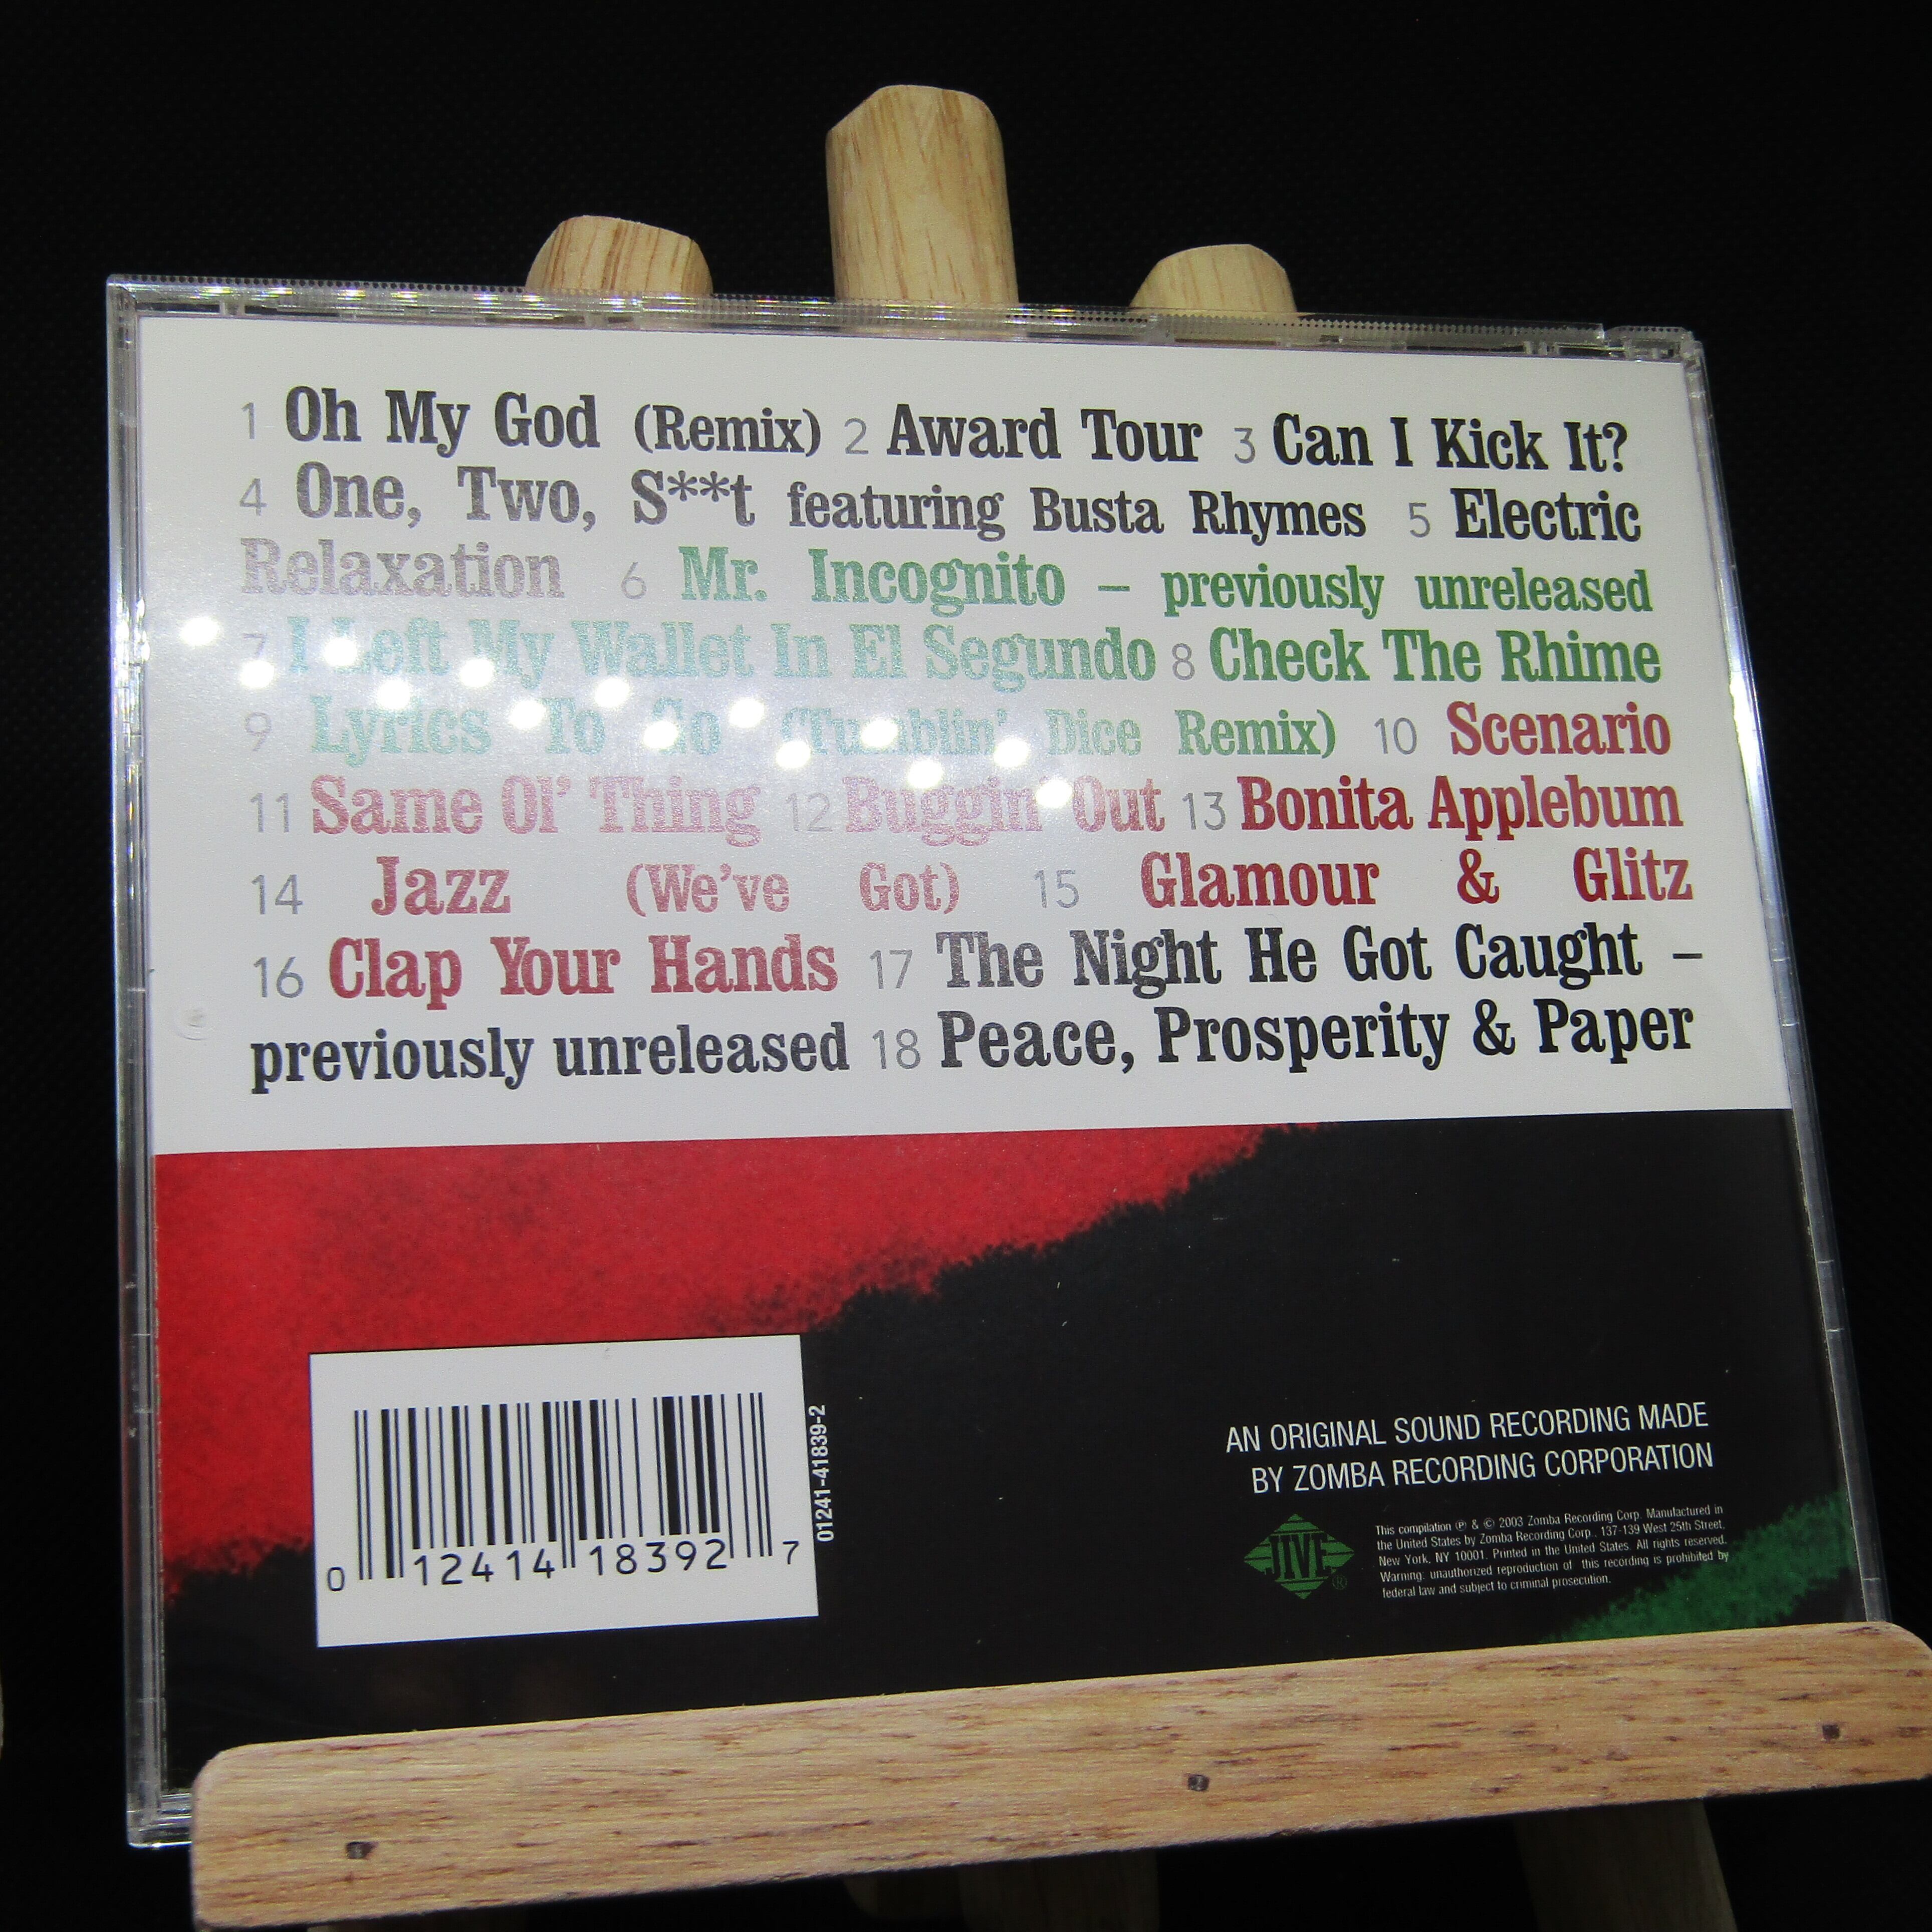 1 Oh My God (Remix) 2 Award Tour 3 Can I Kick It?
4 One, Two, S**t featuring Busta Rhymes 5 Electric
Relaxation 6 Mr. Incognito – previously unreleased
7 I Left My Wallet In El Segundo 8 Check The Rhime
9 Lyrics To Go (Tumblin' Dice Remix) 10 Scenario
11 Same Ol' Thing 12 Buggin' Out 13 Bonita Applebum
14 Jazz (We've Got) 15 Glamour & Glitz
16 Clap Your Hands 17 The Night He Got Caught –
previously unreleased 18 Peace, Prosperity & Paper
0 12414 18392 7
01241-41839-2
AN ORIGINAL SOUND RECORDING MADE
BY ZOMBA RECORDING CORPORATION
JIVE ®
This compilation ℗ & © 2003 Zomba Recording Corp. Manufactured in
the United States by Zomba Recording Corp., 137-139 West 25th Street,
New York, NY 10001. Printed in the United States. All rights reserved.
Warning: unauthorized reproduction of this recording is prohibited by
federal law and subject to criminal prosecution.